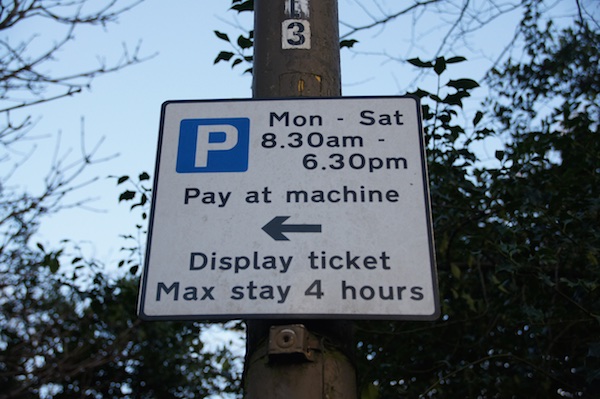 3
P
Mon - Sat
8.30am -
6.30pm
Pay at machine
Display ticket
Max stay 4 hours